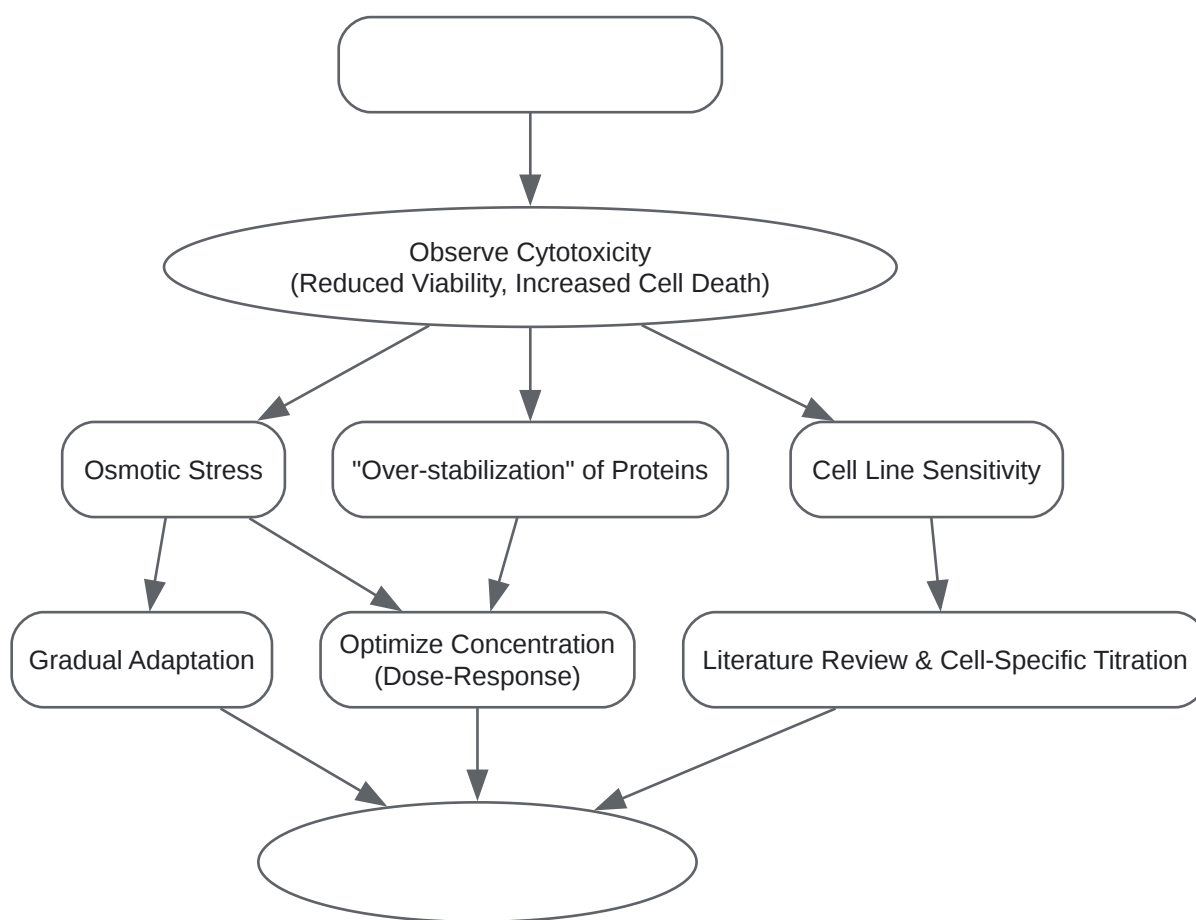 Observe Cytotoxicity
(Reduced Viability, Increased Cell Death)
Osmotic Stress
"Over-stabilization" of Proteins
Cell Line Sensitivity
Gradual Adaptation
Optimize Concentration
(Dose-Response)
Literature Review & Cell-Specific Titration